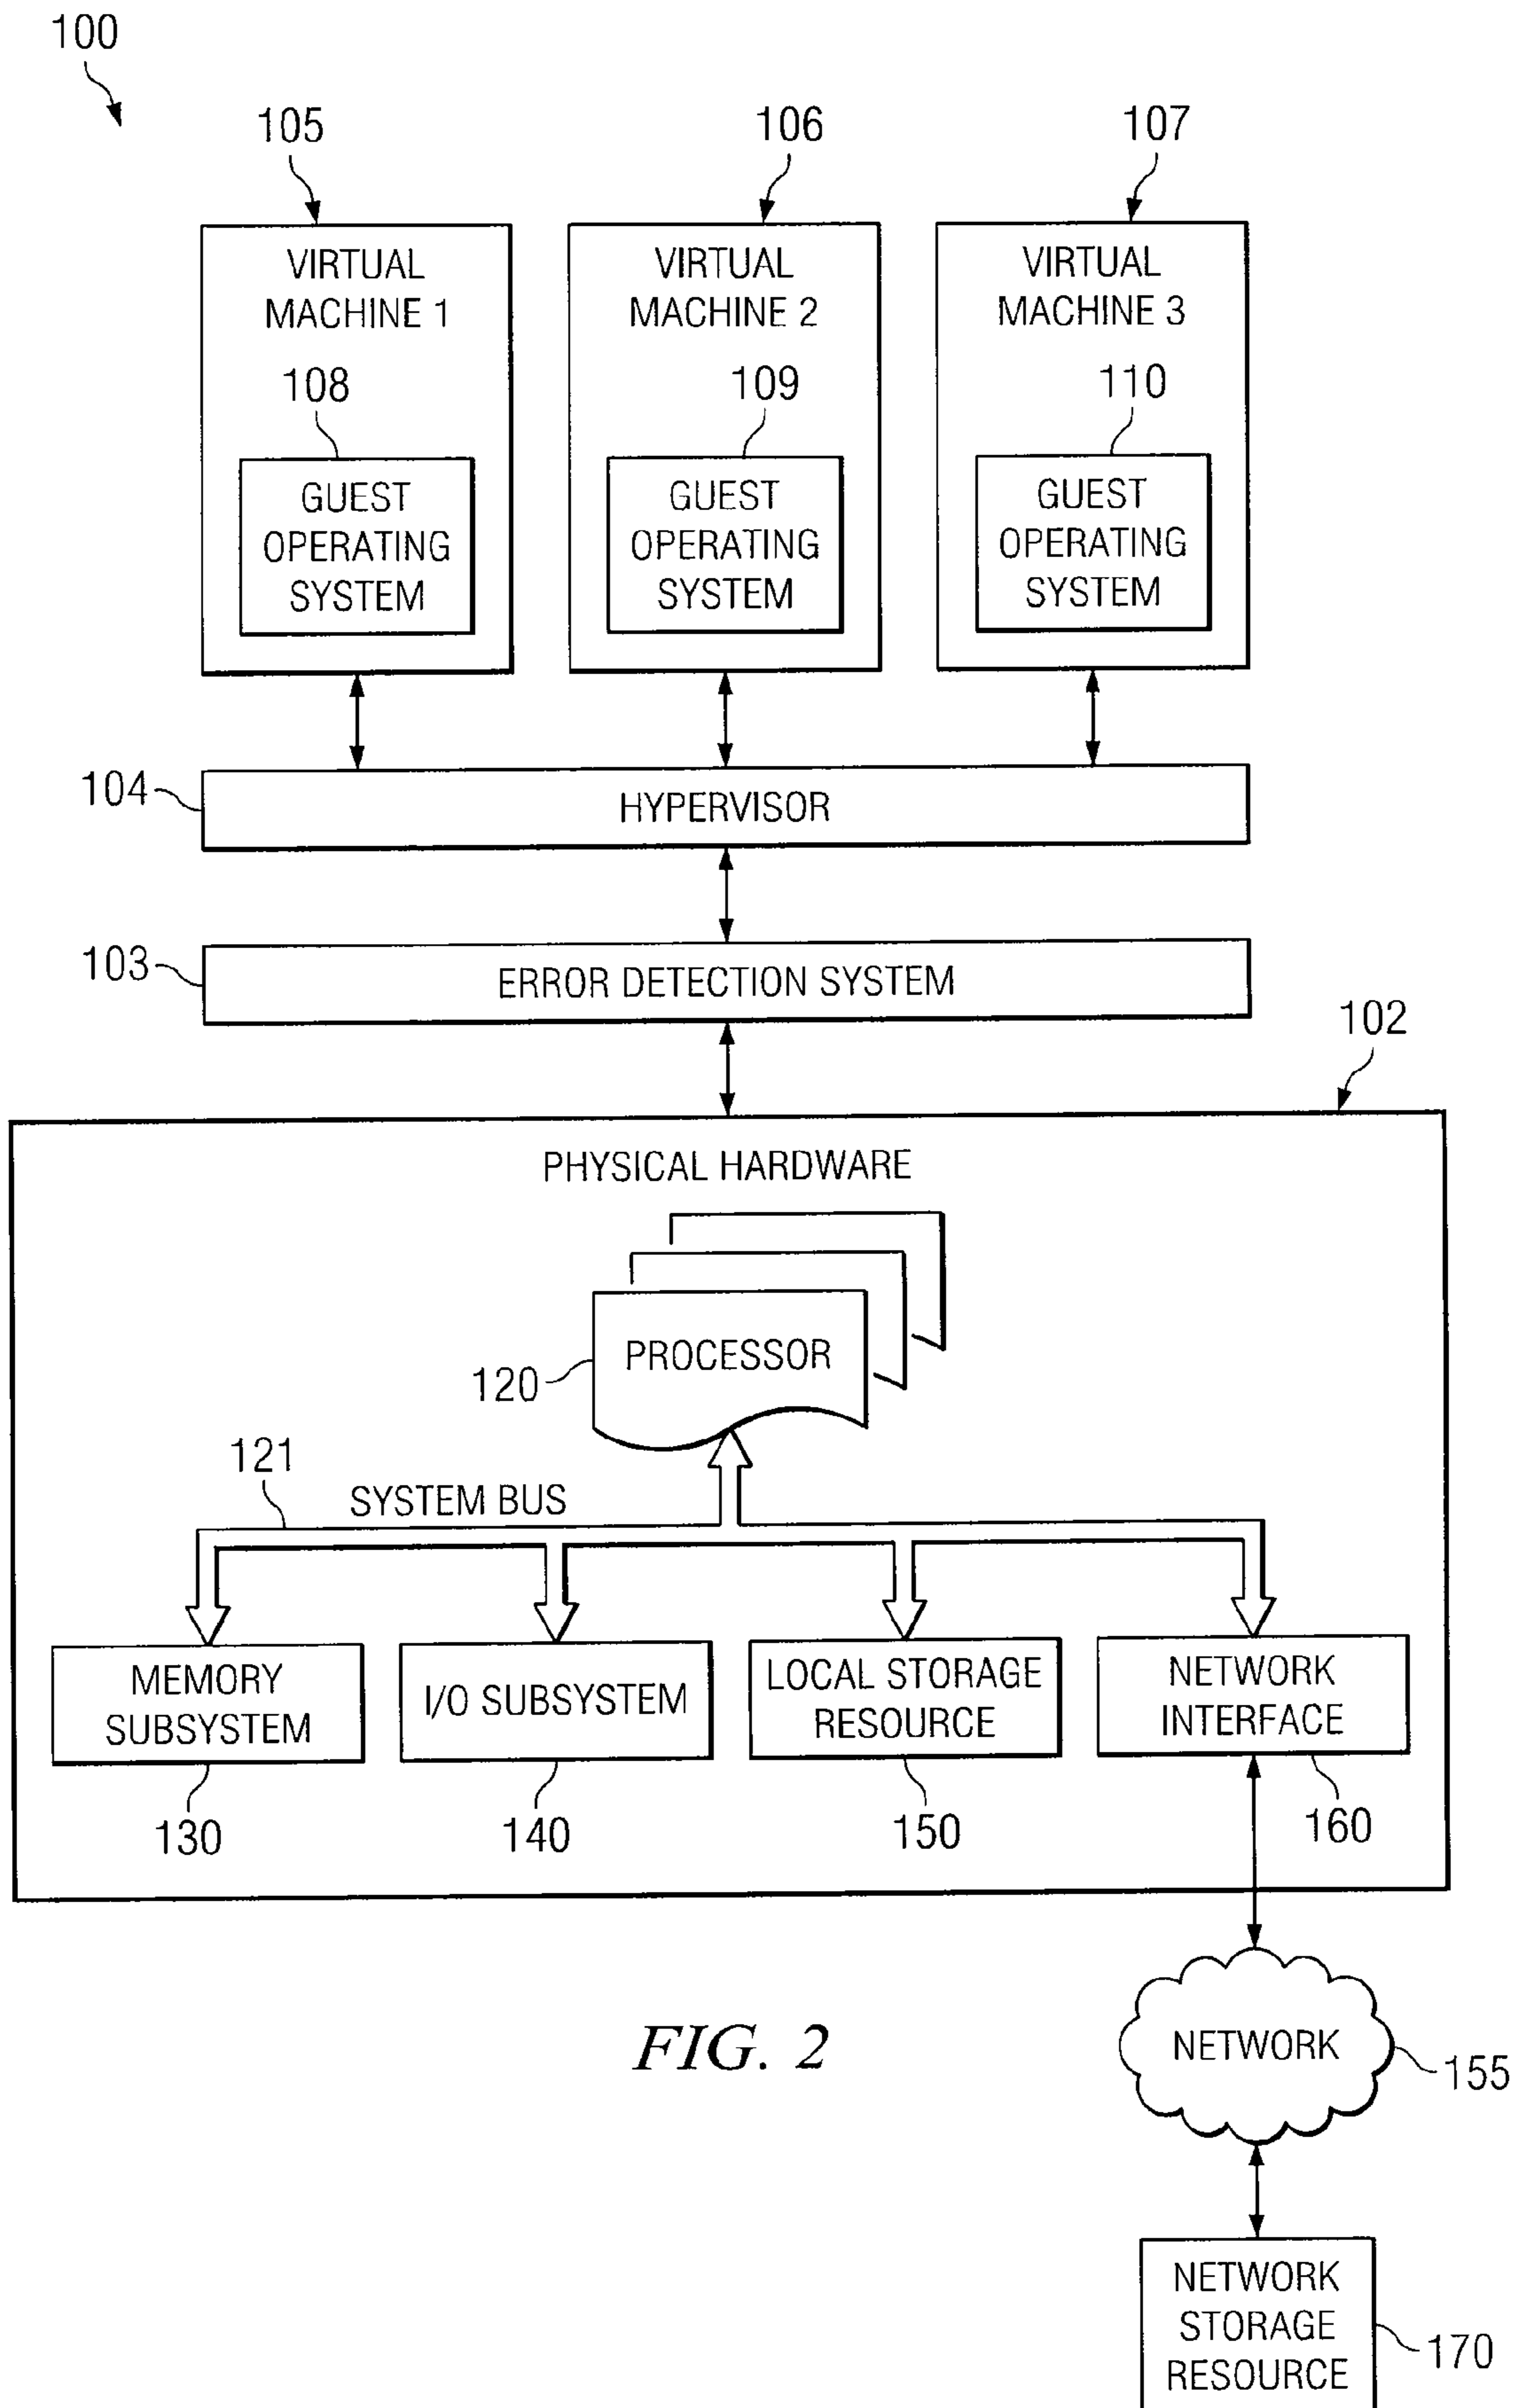 100
105
106
107
VIRTUAL
MACHINE 1
VIRTUAL
MACHINE 2
VIRTUAL
MACHINE 3
108
109
110
GUEST
OPERATING
SYSTEM
GUEST
OPERATING
SYSTEM
GUEST
OPERATING
SYSTEM
104
HYPERVISOR
103
ERROR DETECTION SYSTEM
102
PHYSICAL HARDWARE
PROCESSOR
120
121
SYSTEM BUS
MEMORY
SUBSYSTEM
I/O SUBSYSTEM
LOCAL STORAGE
RESOURCE
NETWORK
INTERFACE
130
140
150
160
FIG. 2
NETWORK
155
NETWORK
STORAGE
RESOURCE
170